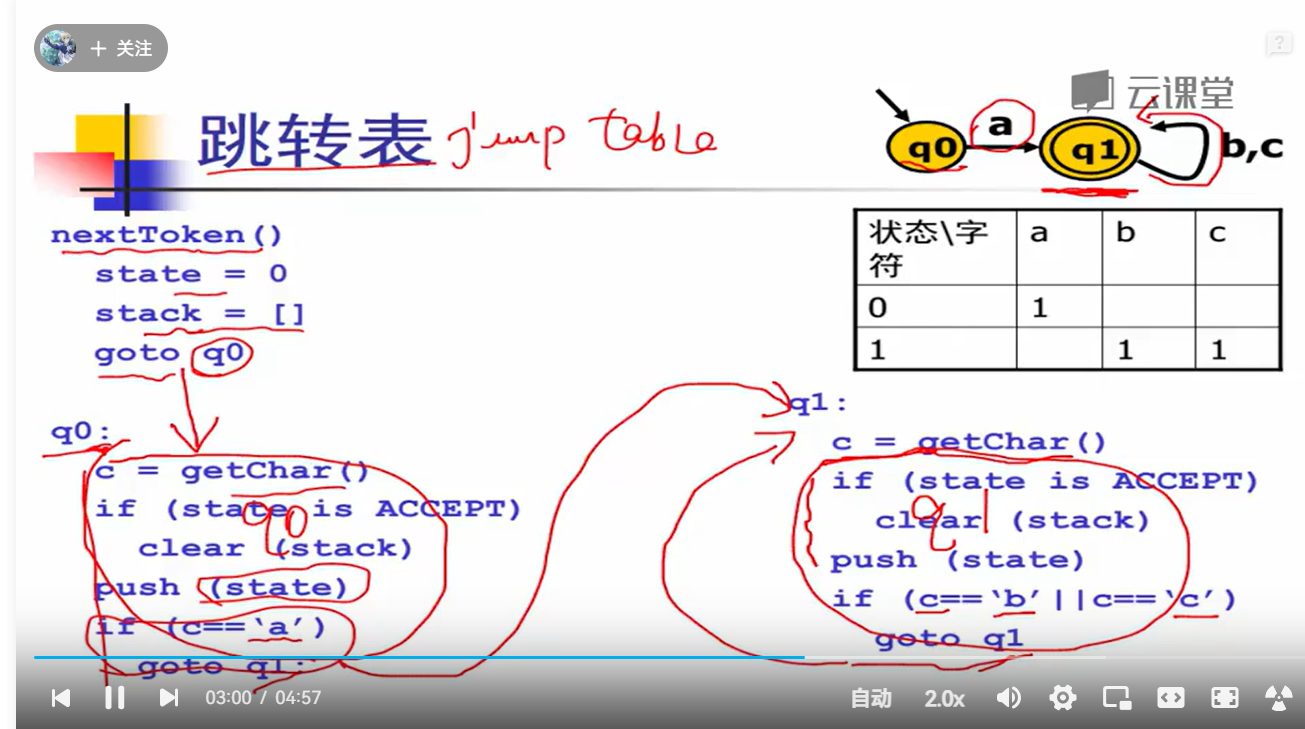 + 关注
?
云课堂
跳转表 jump table
a
q0
q1
b,c
nextToken()
state = 0
stack = []
goto q0
状态\字符 a b c
0 1
1 1 1
q0:
c = getChar()
if (state is ACCEPT)
clear (stack)
push (state)
if (c==‘a’)
goto q1;
q0
q1:
c = getChar()
if (state is ACCEPT)
clear (stack)
push (state)
if (c==‘b’||c==‘c’)
goto q1
q1
03:00 / 04:57
自动
2.0x